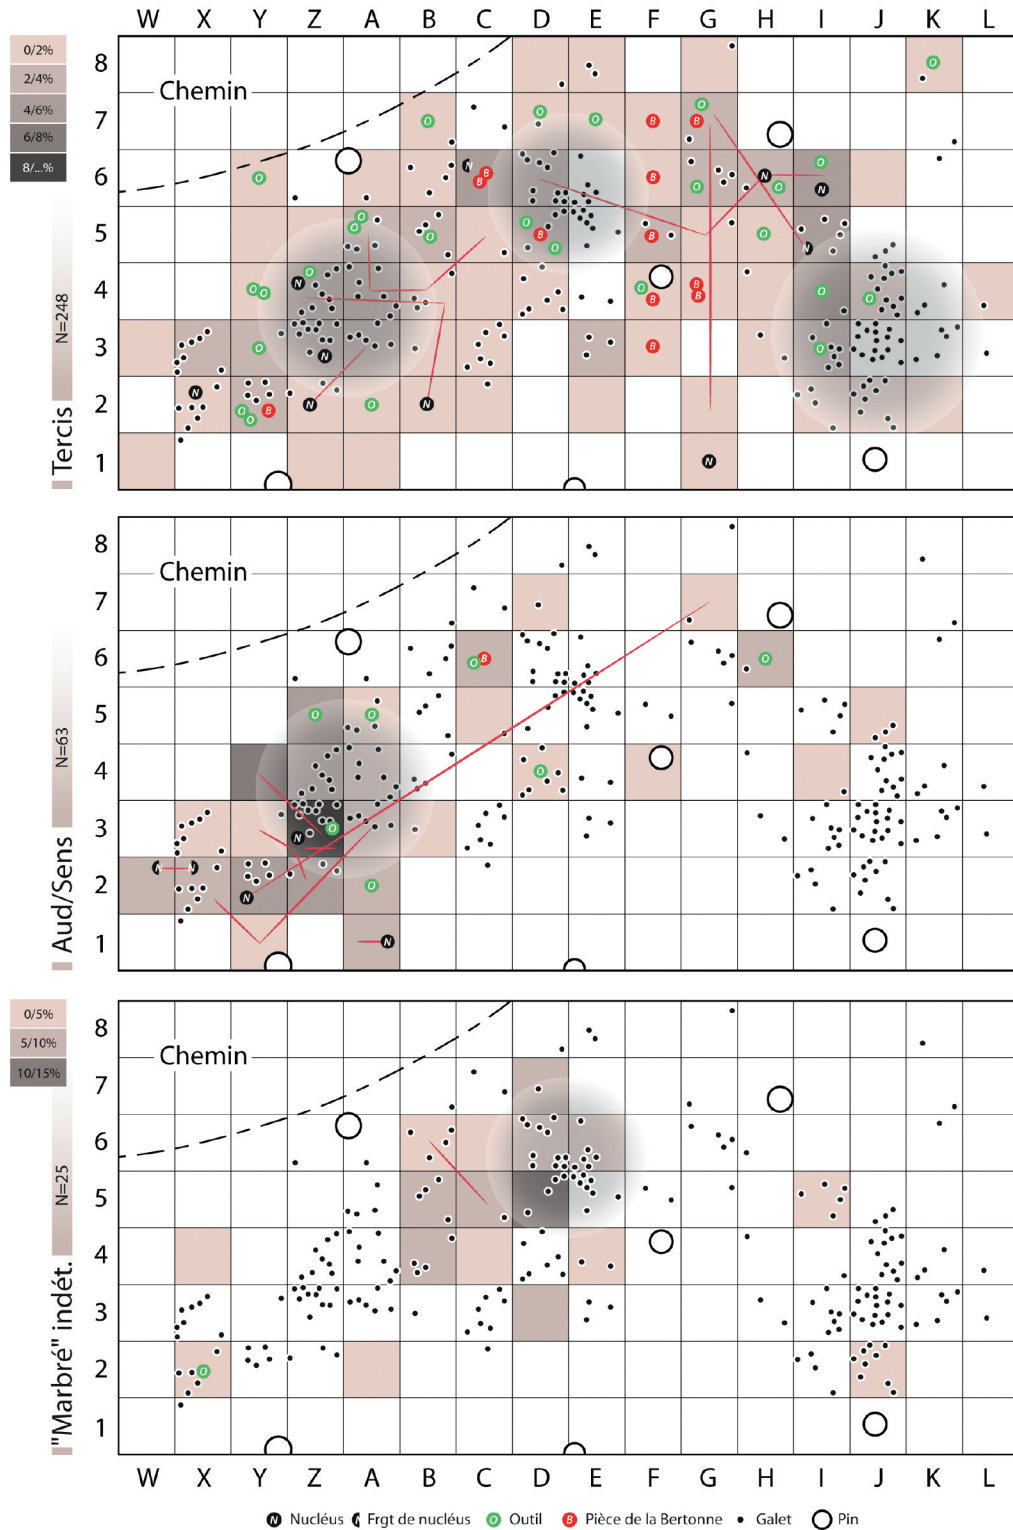 W X Y Z A B C D E F G H I J K L
0/2%
2/4%
4/6%
6/8%
8/...%
N=248
Tercis
Chemin
8
7
6
5
4
3
2
1
N=63
Aud/Sens
Chemin
8
7
6
5
4
3
2
1
0/5%
5/10%
10/15%
N=25
"Marbré" indét.
Chemin
8
7
6
5
4
3
2
1
W X Y Z A B C D E F G H I J K L
N Nucléus Frgt de nucléus O Outil B Pièce de la Bertonne Galet Pin